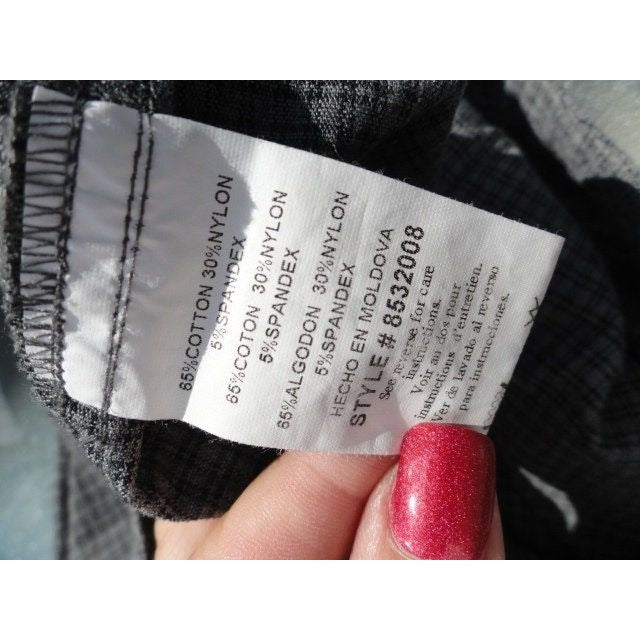 65%COTTON 30%NYLON
5%SPANDEX
65%COTON 30%NYLON
5%SPANDEX
65%ALGODON 30%NYLON
5%SPANDEX
HECHO EN MOLDOVA
STYLE # 8532008
See reverse for care
instructions.
Voir au dos pour
instructions d'entretien.
Ver de lavado al reverso
para instrucciones.